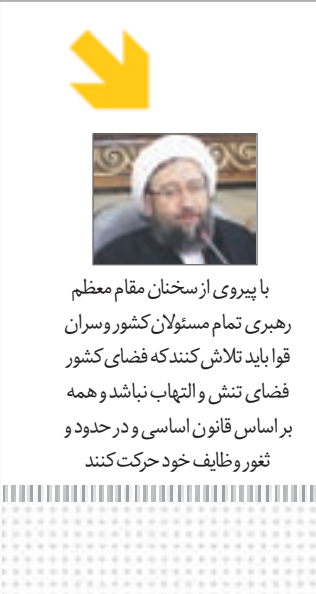 با پیروی از سخنان مقام معظم
رهبری تمام مسئولان کشور و سران
قوا باید تلاش کنند که فضای کشور
فضای تنش و التهاب نباشد و همه
بر اساس قانون اساسی و در حدود و
ثغور وظایف خود حرکت کنند